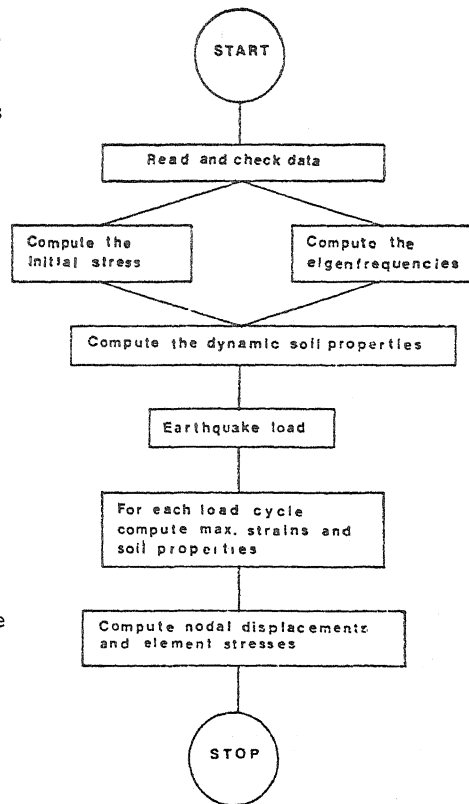 START
s
Read and check data
Compute the
initial stress
Compute the
eigenfrequencies
Compute the dynamic soil properties
Earthquake load
For each load cycle
compute max. strains and
soil properties
e
Compute nodal displacements
and element stresses
STOP